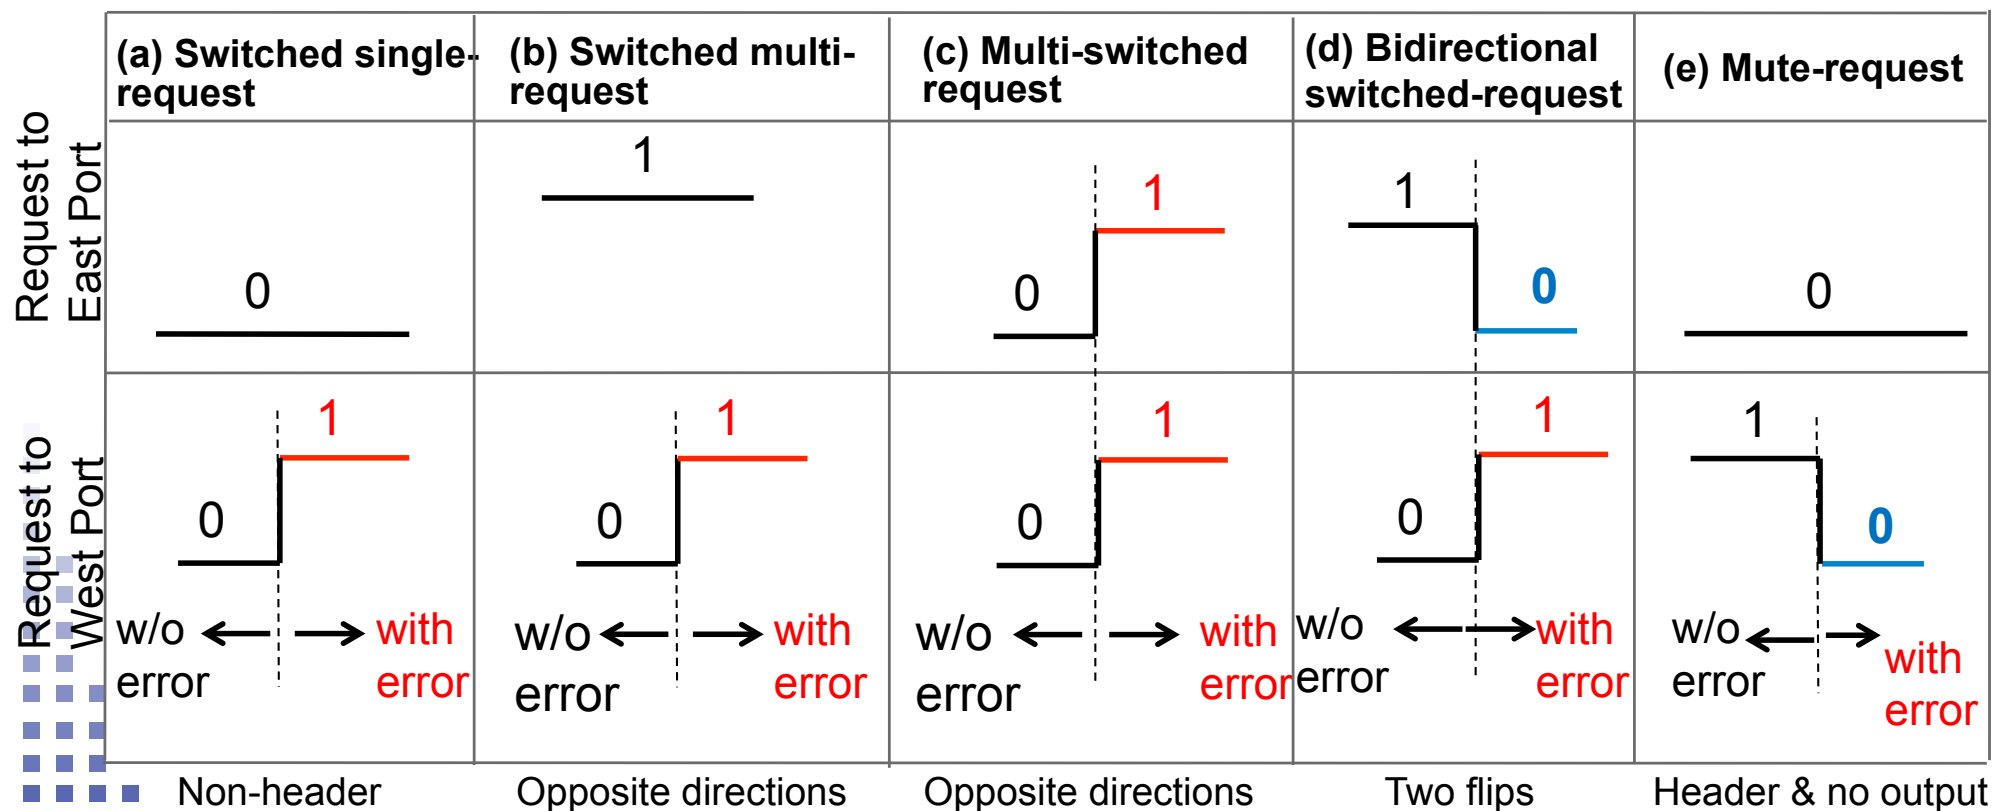 (a) Switched single-
request
(b) Switched multi-
request
(c) Multi-switched
request
(d) Bidirectional
switched-request
(e) Mute-request
Request to
East Port
0
1
0
1
1
0
0
Request to
West Port
0
1
0
1
0
1
0
1
1
0
w/o
error
with
error
w/o
error
with
error
w/o
error
with
error
w/o
error
with
error
w/o
error
with
error
Non-header
Opposite directions
Opposite directions
Two flips
Header & no output